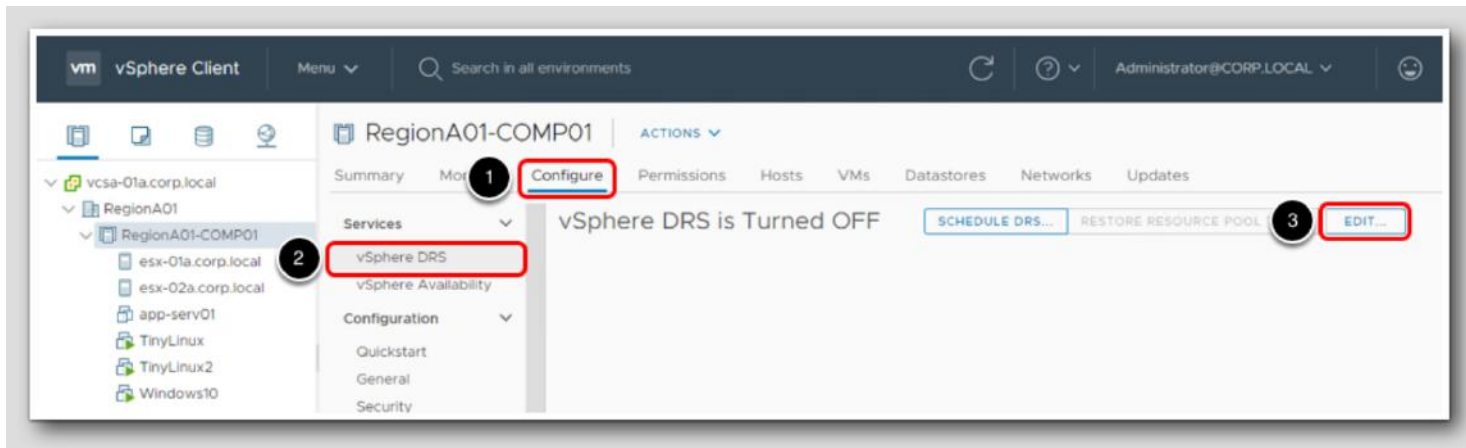 vm vSphere Client Menu Search in all environments Administrator@CORP.LOCAL
RegionA01-COMP01 ACTIONS
Summary Mo 1 Configure Permissions Hosts VMs Datastores Networks Updates
vcsa-01a.corp.local
RegionA01
RegionA01-COMP01
esx-01a.corp.local
esx-02a.corp.local
app-serv01
TinyLinux
TinyLinux2
Windows10
Services
2 vSphere DRS
vSphere Availability
Configuration
Quickstart
General
Security
vSphere DRS is Turned OFF SCHEDULE DRS... RESTORE RESOURCE POOL 3 EDIT...